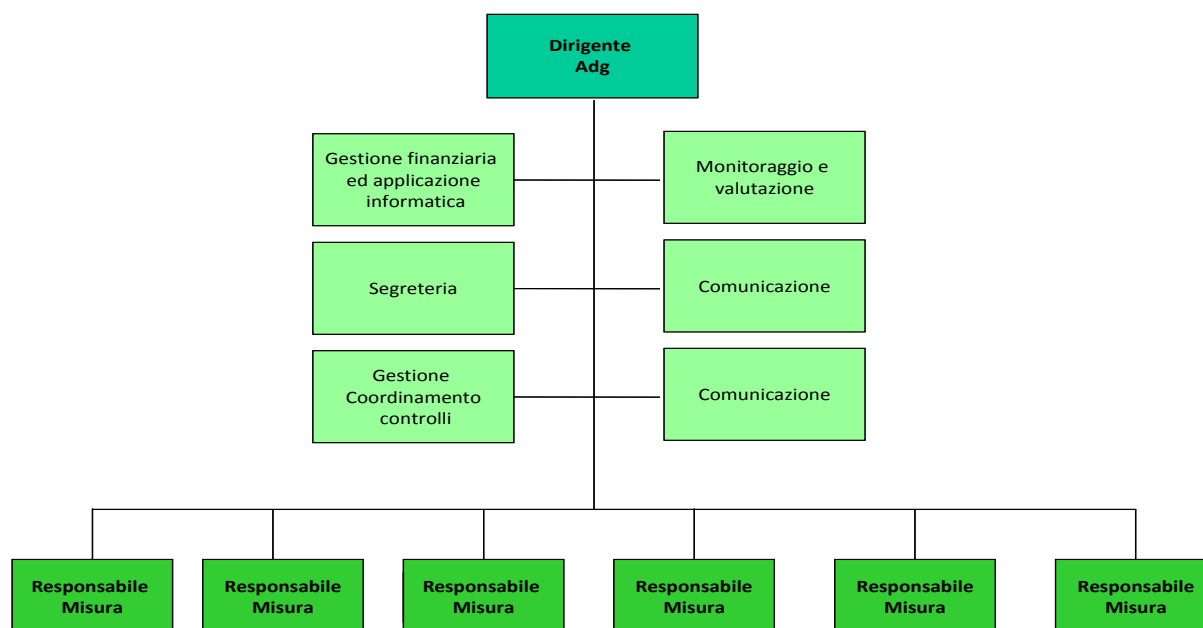 Dirigente
Adg
Gestione finanziaria
ed applicazione
informatica
Monitoraggio e
valutazione
Segreteria
Comunicazione
Gestione
Coordinamento
controlli
Comunicazione
Responsabile
Misura
Responsabile
Misura
Responsabile
Misura
Responsabile
Misura
Responsabile
Misura
Responsabile
Misura